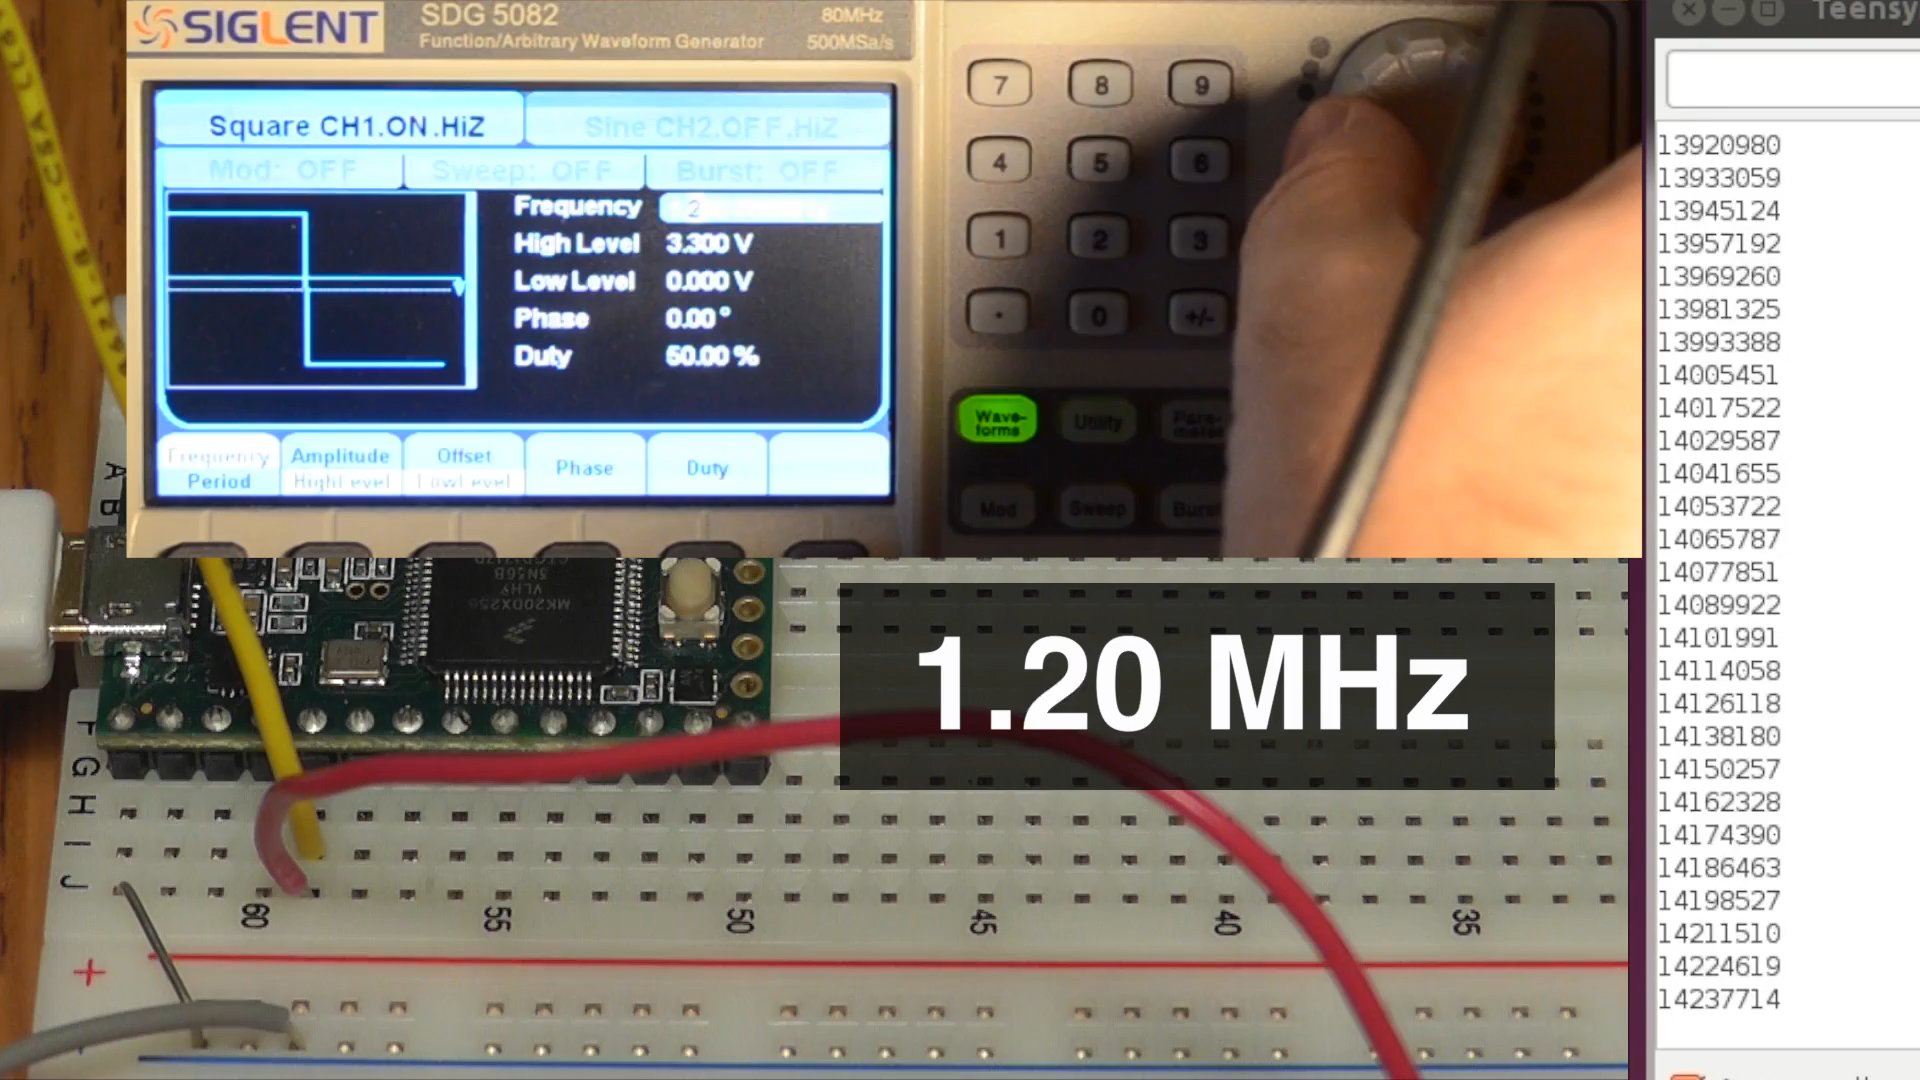 SIGLENT
SDG 5082
80MHz
Function/Arbitrary Waveform Generator
500MSa/s
Square CH1.ON.HiZ
Sine CH2.OFF.HiZ
Mod: OFF
Sweep: OFF
Burst: OFF
Frequency
High Level 3.300 V
Low Level 0.000 V
Phase 0.00°
Duty 50.00 %
Frequency
Period
Amplitude
HighLevel
Offset
LowLevel
Phase
Duty
7 8 9
4 5 6
1 2 3
. 0 +/-
Wave-
forms
Utility
Para-
meter
Mod
Sweep
Burst
Teensy
13920980
13933059
13945124
13957192
13969260
13981325
13993388
14005451
14017522
14029587
14041655
14053722
14065787
14077851
14089922
14101991
14114058
14126118
14138180
14150257
14162328
14174390
14186463
14198527
14211510
14224619
14237714
1.20 MHz
A
B
F
G
H
I
J
60
55
50
45
40
35
+